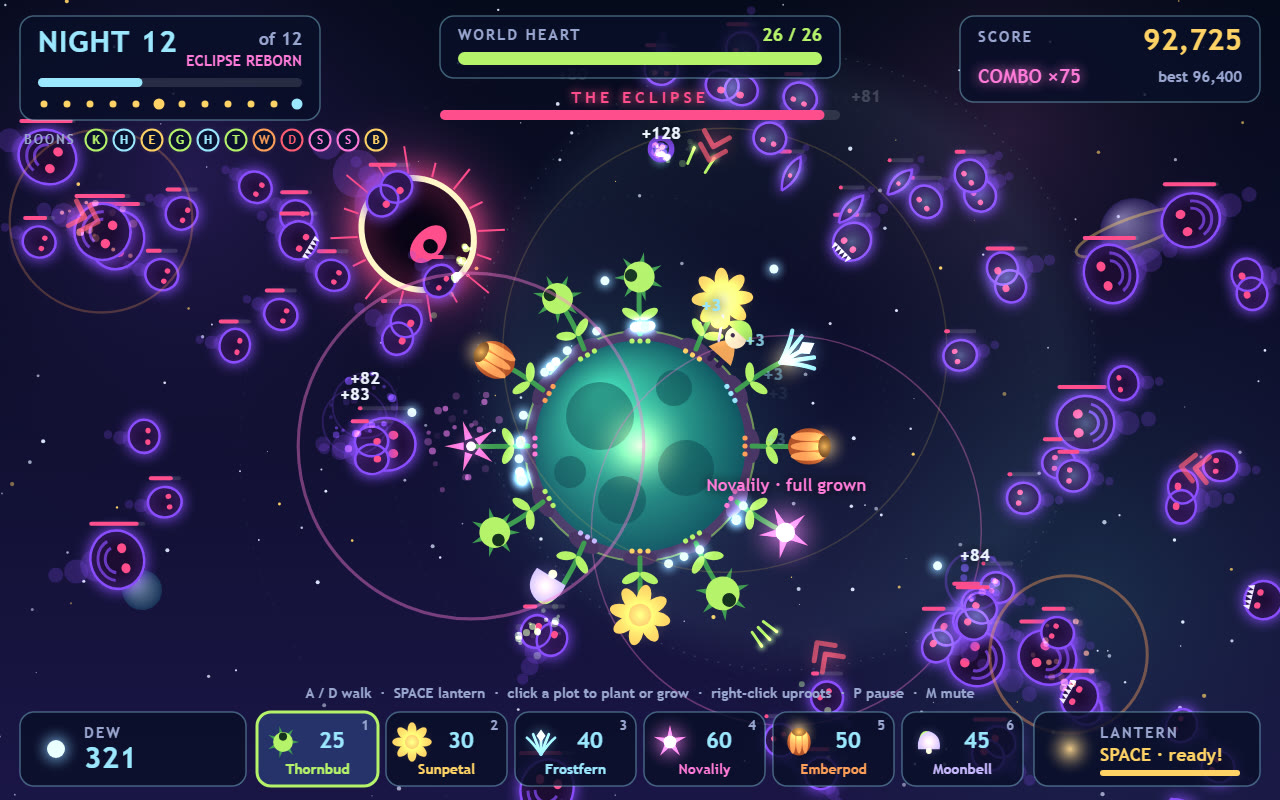 NIGHT 12
of 12
ECLIPSE REBORN
BOONS K H E G H T W D S S B
WORLD HEART
26 / 26
THE ECLIPSE
+81
+128
SCORE
92,725
COMBO ×75
best 96,400
+3
+3
+3
+3
+82
+83
Novalily · full grown
+84
A / D walk · SPACE lantern · click a plot to plant or grow · right-click uproots · P pause · M mute
DEW
321
1
25
Thornbud
2
30
Sunpetal
3
40
Frostfern
4
60
Novalily
5
50
Emberpod
6
45
Moonbell
LANTERN
SPACE · ready!